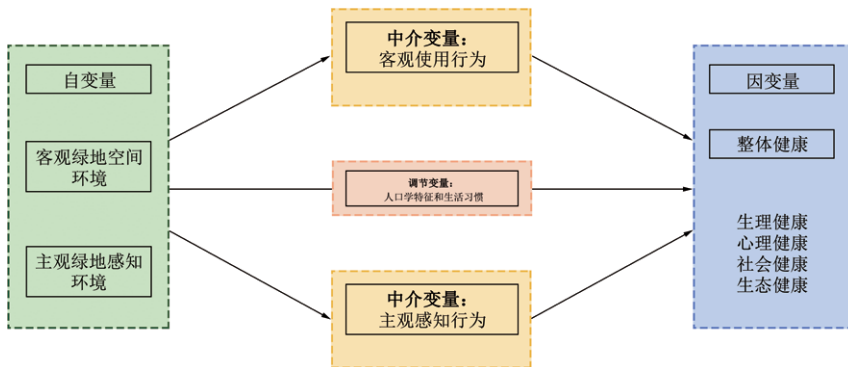 自变量
客观绿地空间
环境
主观绿地感知
环境
中介变量：
客观使用行为
调节变量：
人口学特征和生活习惯
中介变量：
主观感知行为
因变量
整体健康
生理健康
心理健康
社会健康
生态健康